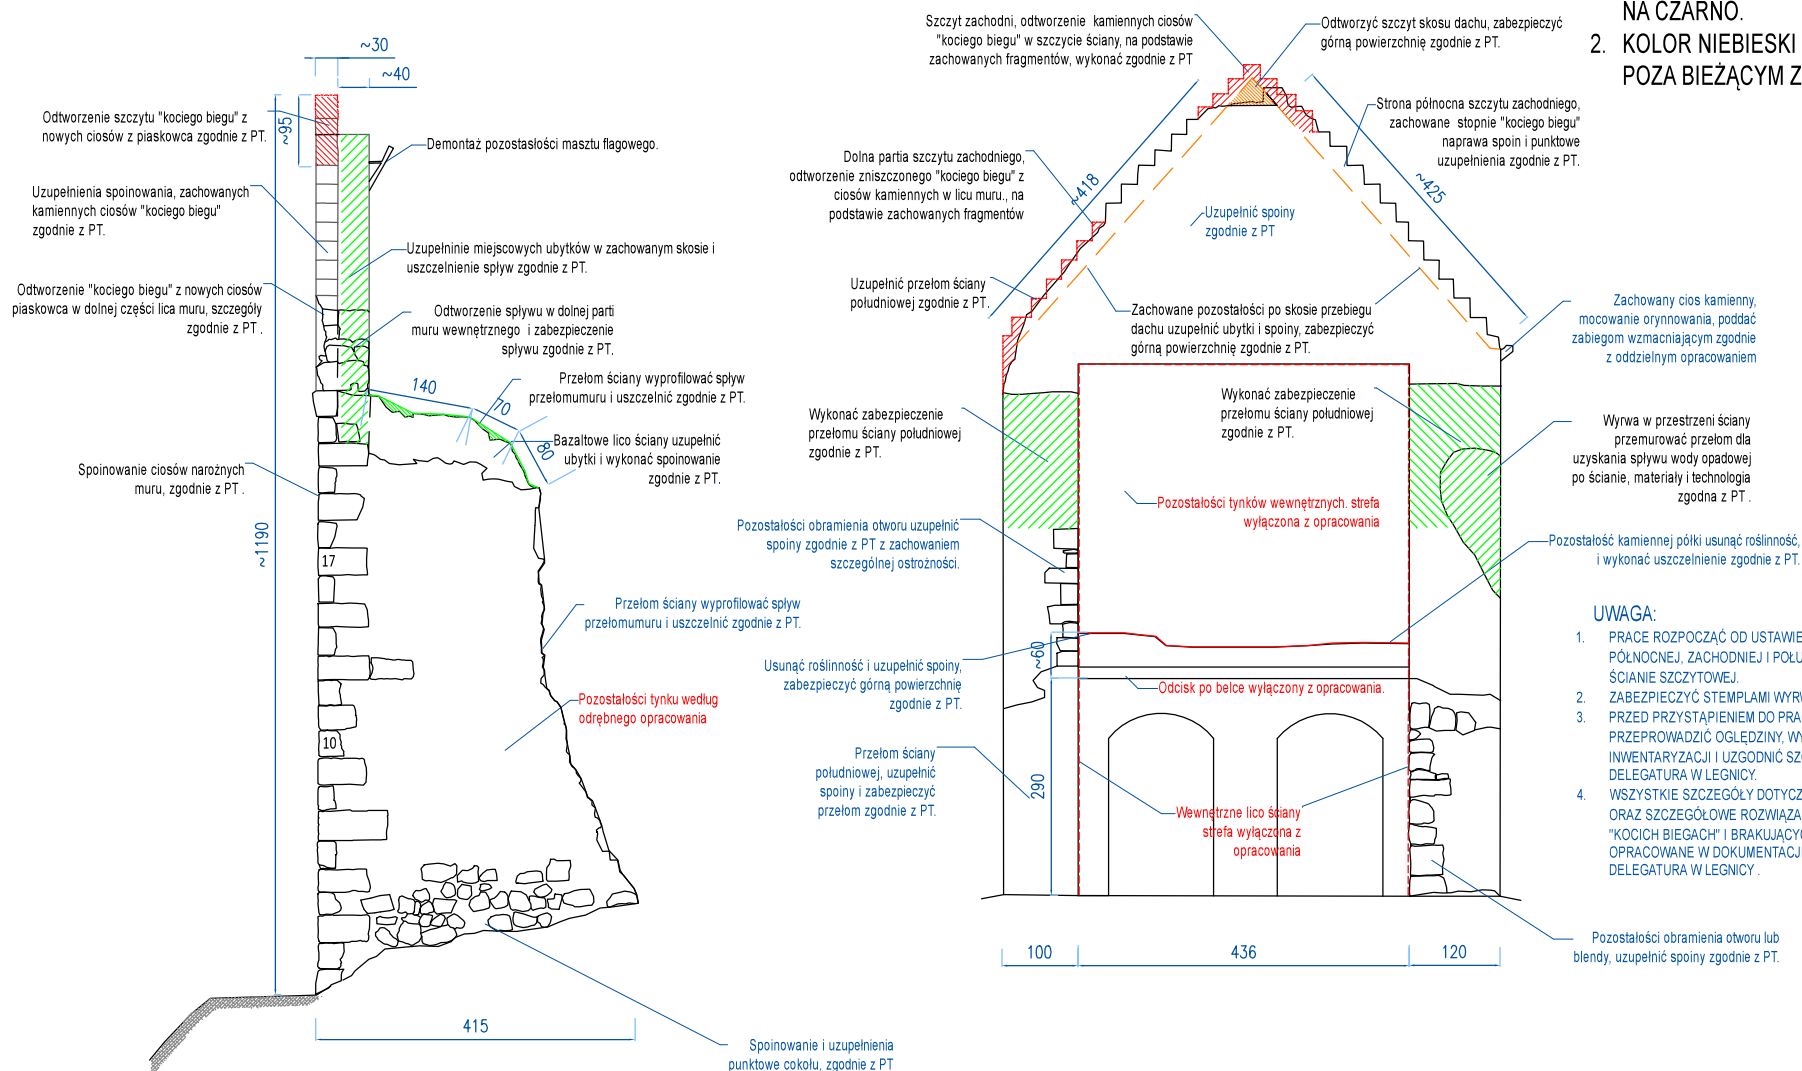 ~30
~40
~95
~1190
Odtworzenie szczytu "kociego biegu" z
nowych ciosów z piaskowca zgodnie z PT.
Uzupełnienia spoinowania, zachowanych
kamiennych ciosów "kociego biegu"
zgodnie z PT.
Odtworzenie "kociego biegu" z nowych ciosów
piaskowca w dolnej części lica muru, szczegóły
zgodnie z PT .
Spoinowanie ciosów narożnych
muru, zgodnie z PT .
Demontaż pozostasłości masztu flagowego.
Uzupełninie miejscowych ubytków w zachowanym skosie i
uszczelnienie spływ zgodnie z PT.
Odtworzenie spływu w dolnej parti
muru wewnętrznego i zabezpieczenie
spływu zgodnie z PT.
140
70
80
Przełom ściany wyprofilować spływ
przełomumuru i uszczelnić zgodnie z PT.
Bazaltowe lico ściany uzupełnić
ubytki i wykonać spoinowanie
zgodnie z PT.
17
10
Przełom ściany wyprofilować spływ
przełomumuru i uszczelnić zgodnie z PT.
Pozostałości tynku według
odrębnego opracowania
415
Spoinowanie i uzupełnienia
punktowe cokołu, zgodnie z PT
Szczyt zachodni, odtworzenie kamiennych ciosów
"kociego biegu" w szczycie ściany, na podstawie
zachowanych fragmentów, wykonać zgodnie z PT
Odtworzyć szczyt skosu dachu, zabezpieczyć
górną powierzchnię zgodnie z PT.
Strona północna szczytu zachodniego,
zachowane stopnie "kociego biegu"
naprawa spoin i punktowe
uzupełnienia zgodnie z PT.
Dolna partia szczytu zachodniego,
odtworzenie zniszczonego "kociego biegu" z
ciosów kamiennych w licu muru., na
podstawie zachowanych fragmentów
~418
~425
Uzupełnić spoiny
zgodnie z PT
Uzupełnić przełom ściany
południowej zgodnie z PT.
Zachowane pozostałości po skosie przebiegu
dachu uzupełnić ubytki i spoiny, zabezpieczyć
górną powierzchnię zgodnie z PT.
Zachowany cios kamienny,
mocowanie orynnowania, poddać
zabiegom wzmacniającym zgodnie
z oddzielnym opracowaniem
Wykonać zabezpieczenie
przełomu ściany południowej
zgodnie z PT.
Wykonać zabezpieczenie
przełomu ściany południowej
zgodnie z PT.
Wyrwa w przestrzeni ściany
przemurować przełom dla
uzyskania spływu wody opadowej
po ścianie, materiały i technologia
zgodna z PT .
Pozostałości tynków wewnętrznych. strefa
wyłączona z opracowania
Pozostałości obramienia otworu uzupełnić
spoiny zgodnie z PT z zachowaniem
szczególnej ostrożności.
Pozostałość kamiennej półki usunąć roślinność,
i wykonać uszczelnienie zgodnie z PT.
~60
Usunąć roślinność i uzupełnić spoiny,
zabezpieczyć górną powierzchnię
zgodnie z PT.
Odcisk po belce wyłączony z opracowania.
290
Przełom ściany
południowej, uzupełnić
spoiny i zabezpieczyć
przełom zgodnie z PT.
Wewnętrzne lico ściany
strefa wyłączona z
opracowania
100
436
120
Pozostałości obramienia otworu lub
blendy, uzupełnić spoiny zgodnie z PT.
NA CZARNO.
2. KOLOR NIEBIESKI
POZA BIEŻĄCYM Z
UWAGA:
1. PRACE ROZPOCZĄĆ OD USTAWIE
PÓŁNOCNEJ, ZACHODNIEJ I POŁU
ŚCIANIE SZCZYTOWEJ.
2. ZABEZPIECZYĆ STEMPLAMI WYR
3. PRZED PRZYSTĄPIENIEM DO PRA
PRZEPROWADZIĆ OGLĘDZINY, WY
INWENTARYZACJI I UZGODNIĆ SZ
DELEGATURA W LEGNICY.
4. WSZYSTKIE SZCZEGÓŁY DOTYCZ
ORAZ SZCZEGÓŁOWE ROZWIĄZA
"KOCICH BIEGACH" I BRAKUJĄCY
OPRACOWANE W DOKUMENTACJ
DELEGATURA W LEGNICY .